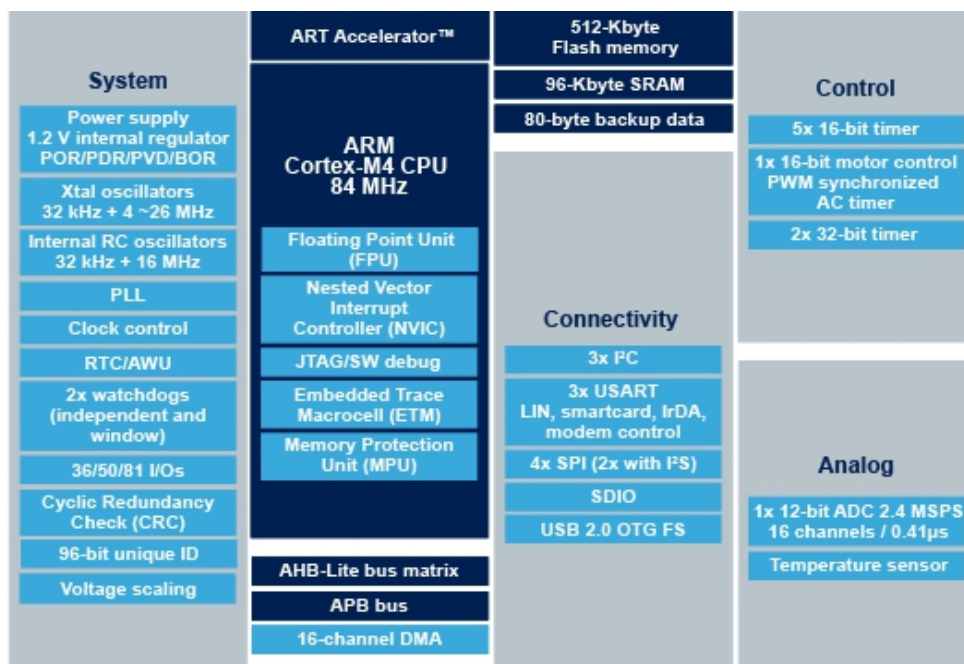 System
Power supply
1.2 V internal regulator
POR/PDR/PVD/BOR
Xtal oscillators
32 kHz + 4 ~26 MHz
Internal RC oscillators
32 kHz + 16 MHz
PLL
Clock control
RTC/AWU
2x watchdogs
(independent and
window)
36/50/81 I/Os
Cyclic Redundancy
Check (CRC)
96-bit unique ID
Voltage scaling
ART Accelerator™
ARM
Cortex-M4 CPU
84 MHz
Floating Point Unit
(FPU)
Nested Vector
Interrupt
Controller (NVIC)
JTAG/SW debug
Embedded Trace
Macrocell (ETM)
Memory Protection
Unit (MPU)
AHB-Lite bus matrix
APB bus
16-channel DMA
512-Kbyte
Flash memory
96-Kbyte SRAM
80-byte backup data
Connectivity
3x I²C
3x USART
LIN, smartcard, IrDA,
modem control
4x SPI (2x with I²S)
SDIO
USB 2.0 OTG FS
Control
5x 16-bit timer
1x 16-bit motor control
PWM synchronized
AC timer
2x 32-bit timer
Analog
1x 12-bit ADC 2.4 MSPS
16 channels / 0.41µs
Temperature sensor